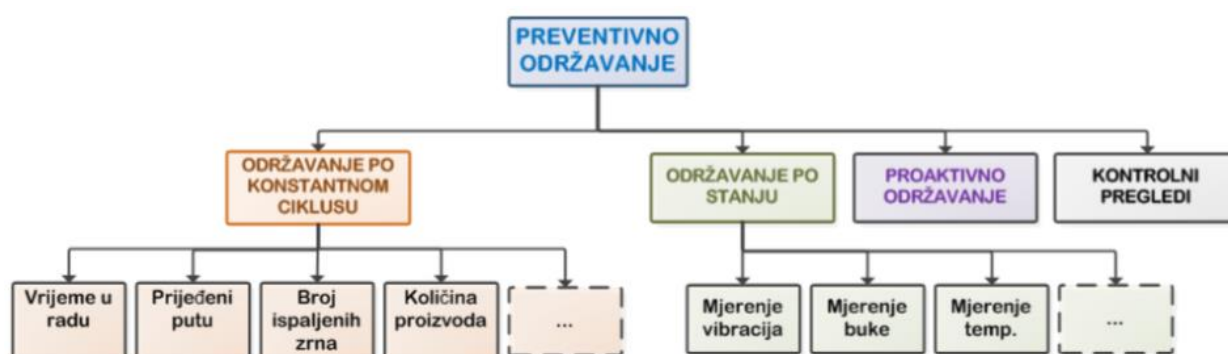 PREVENTIVNO
ODRŽAVANJE
ODRŽAVANJE PO
KONSTANTNOM
CIKLUSU
ODRŽAVANJE PO
STANJU
PROAKTIVNO
ODRŽAVANJE
KONTROLNI
PREGLEDI
Vrijeme u
radu
Prijeđeni
putu
Broj
ispaljenih
zrna
Količina
proizvoda
...
Mjerenje
vibracija
Mjerenje
buke
Mjerenje
temp.
...